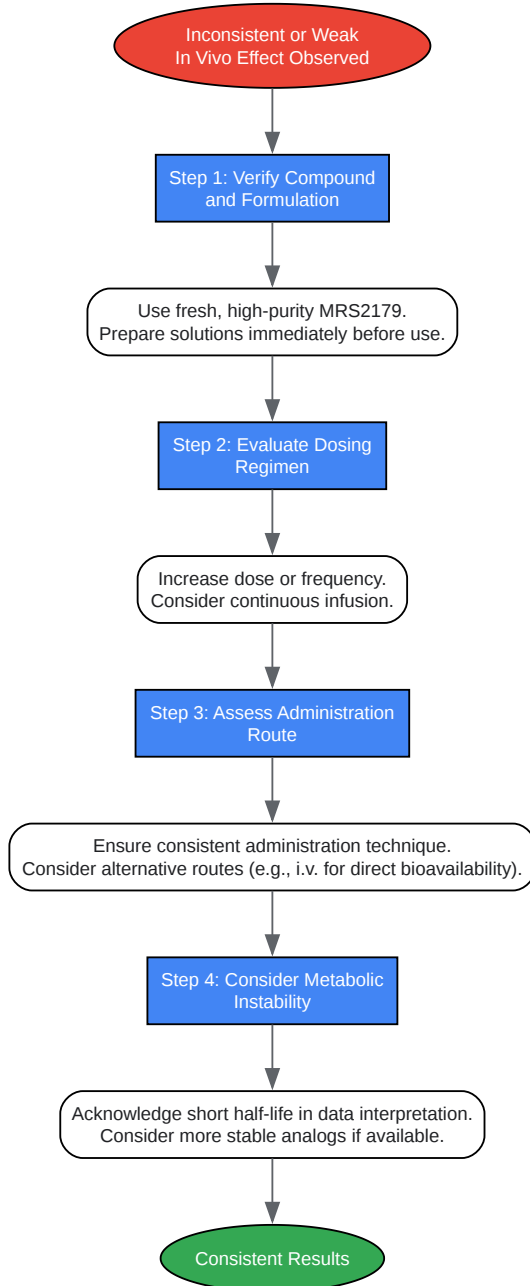 Inconsistent or Weak
In Vivo Effect Observed
Step 1: Verify Compound
and Formulation
Use fresh, high-purity MRS2179.
Prepare solutions immediately before use.
Step 2: Evaluate Dosing
Regimen
Increase dose or frequency.
Consider continuous infusion.
Step 3: Assess Administration
Route
Ensure consistent administration technique.
Consider alternative routes (e.g., i.v. for direct bioavailability).
Step 4: Consider Metabolic
Instability
Acknowledge short half-life in data interpretation.
Consider more stable analogs if available.
Consistent Results